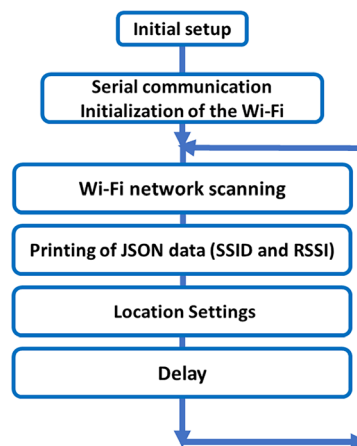 Initial setup
Serial communication
Initialization of the Wi-Fi
Wi-Fi network scanning
Printing of JSON data (SSID and RSSI)
Location Settings
Delay